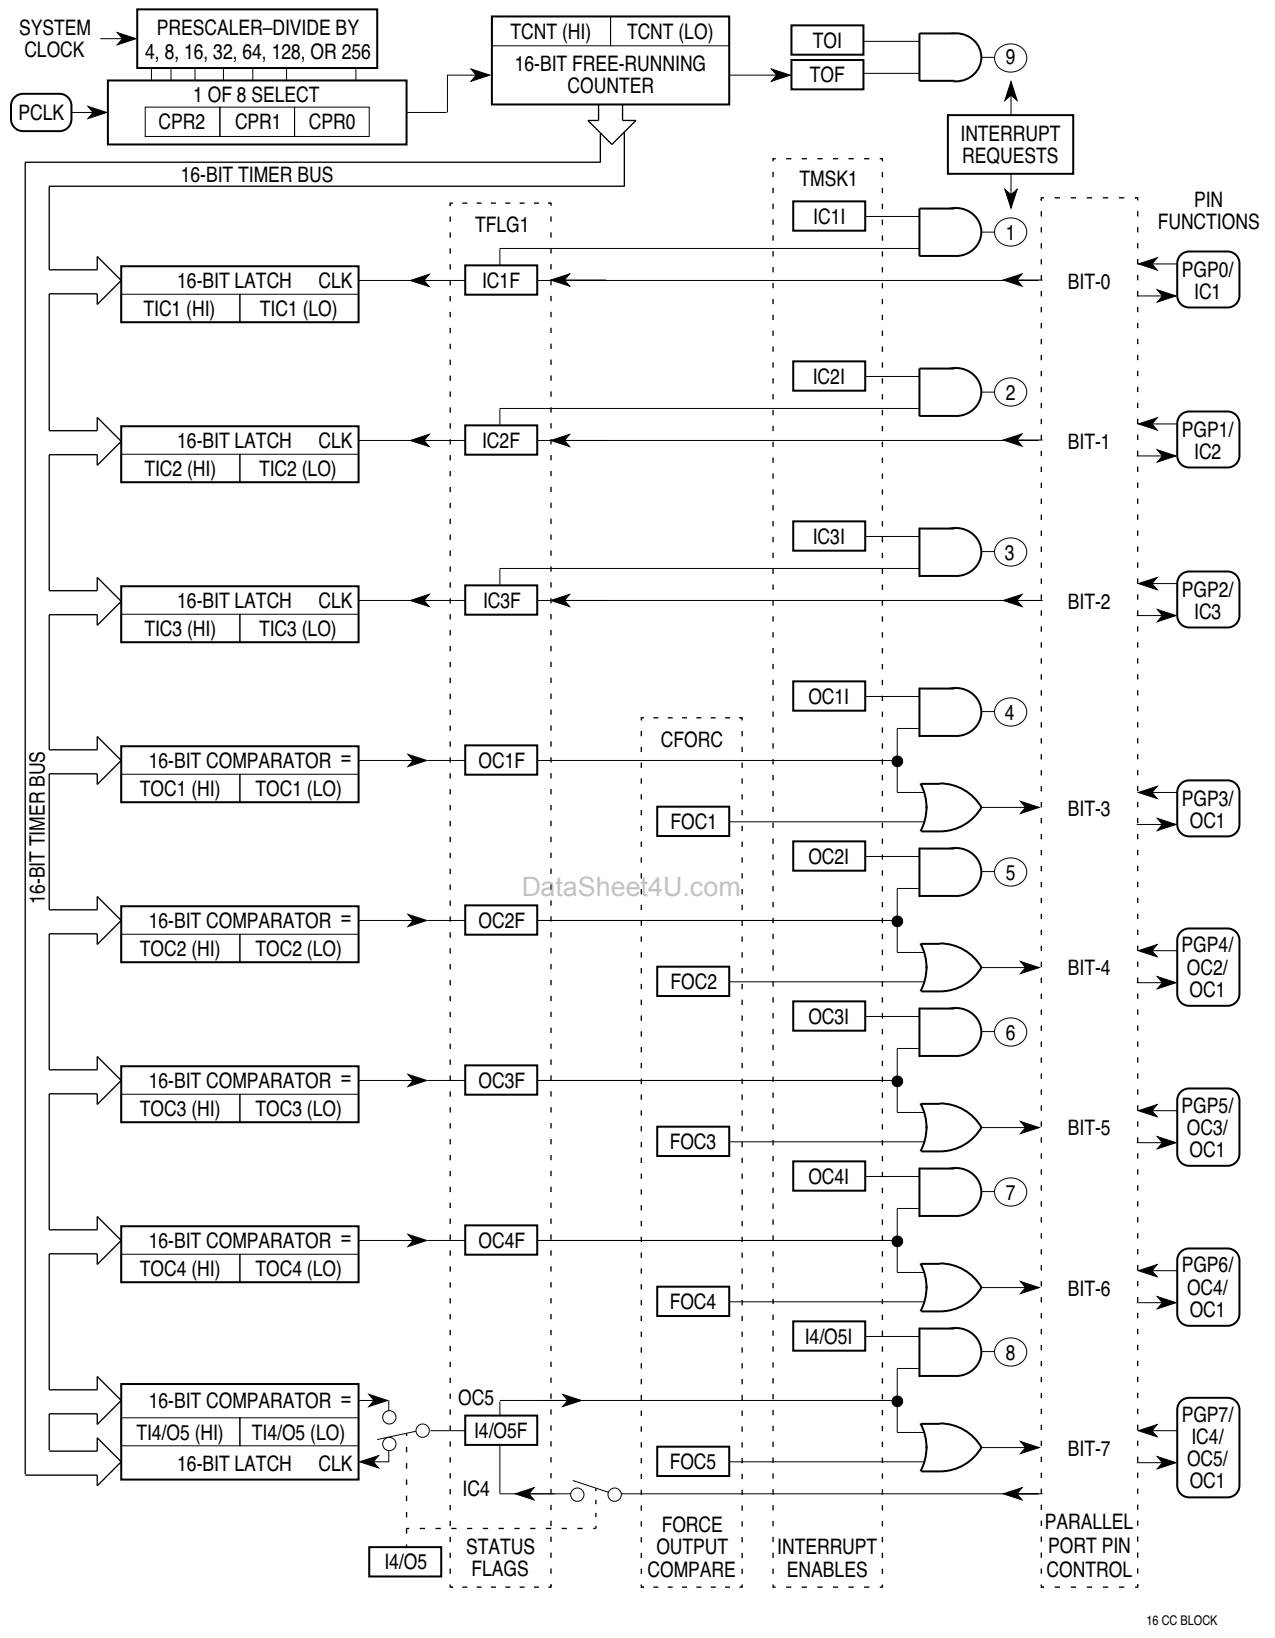 SYSTEM
CLOCK
PRESCALER–DIVIDE BY
4, 8, 16, 32, 64, 128, OR 256
PCLK
1 OF 8 SELECT
CPR2 CPR1 CPR0
TCNT (HI) TCNT (LO)
16-BIT FREE-RUNNING
COUNTER
TOI
TOF
9
INTERRUPT
REQUESTS
16-BIT TIMER BUS
16-BIT TIMER BUS
TMSK1
TFLG1
PIN
FUNCTIONS
IC1I
1
16-BIT LATCH CLK
TIC1 (HI) TIC1 (LO)
IC1F
BIT-0
PGP0/
IC1
IC2I
2
16-BIT LATCH CLK
TIC2 (HI) TIC2 (LO)
IC2F
BIT-1
PGP1/
IC2
IC3I
3
16-BIT LATCH CLK
TIC3 (HI) TIC3 (LO)
IC3F
BIT-2
PGP2/
IC3
OC1I
4
CFORC
16-BIT COMPARATOR =
TOC1 (HI) TOC1 (LO)
OC1F
FOC1
BIT-3
PGP3/
OC1
OC2I
5
DataSheet4U.com
16-BIT COMPARATOR =
TOC2 (HI) TOC2 (LO)
OC2F
FOC2
BIT-4
PGP4/
OC2/
OC1
OC3I
6
16-BIT COMPARATOR =
TOC3 (HI) TOC3 (LO)
OC3F
FOC3
BIT-5
PGP5/
OC3/
OC1
OC4I
7
16-BIT COMPARATOR =
TOC4 (HI) TOC4 (LO)
OC4F
FOC4
BIT-6
PGP6/
OC4/
OC1
I4/O5I
8
16-BIT COMPARATOR =
TI4/O5 (HI) TI4/O5 (LO)
16-BIT LATCH CLK
OC5
I4/O5F
IC4
FOC5
BIT-7
PGP7/
IC4/
OC5/
OC1
I4/O5
STATUS
FLAGS
FORCE
OUTPUT
COMPARE
INTERRUPT
ENABLES
PARALLEL
PORT PIN
CONTROL
16 CC BLOCK